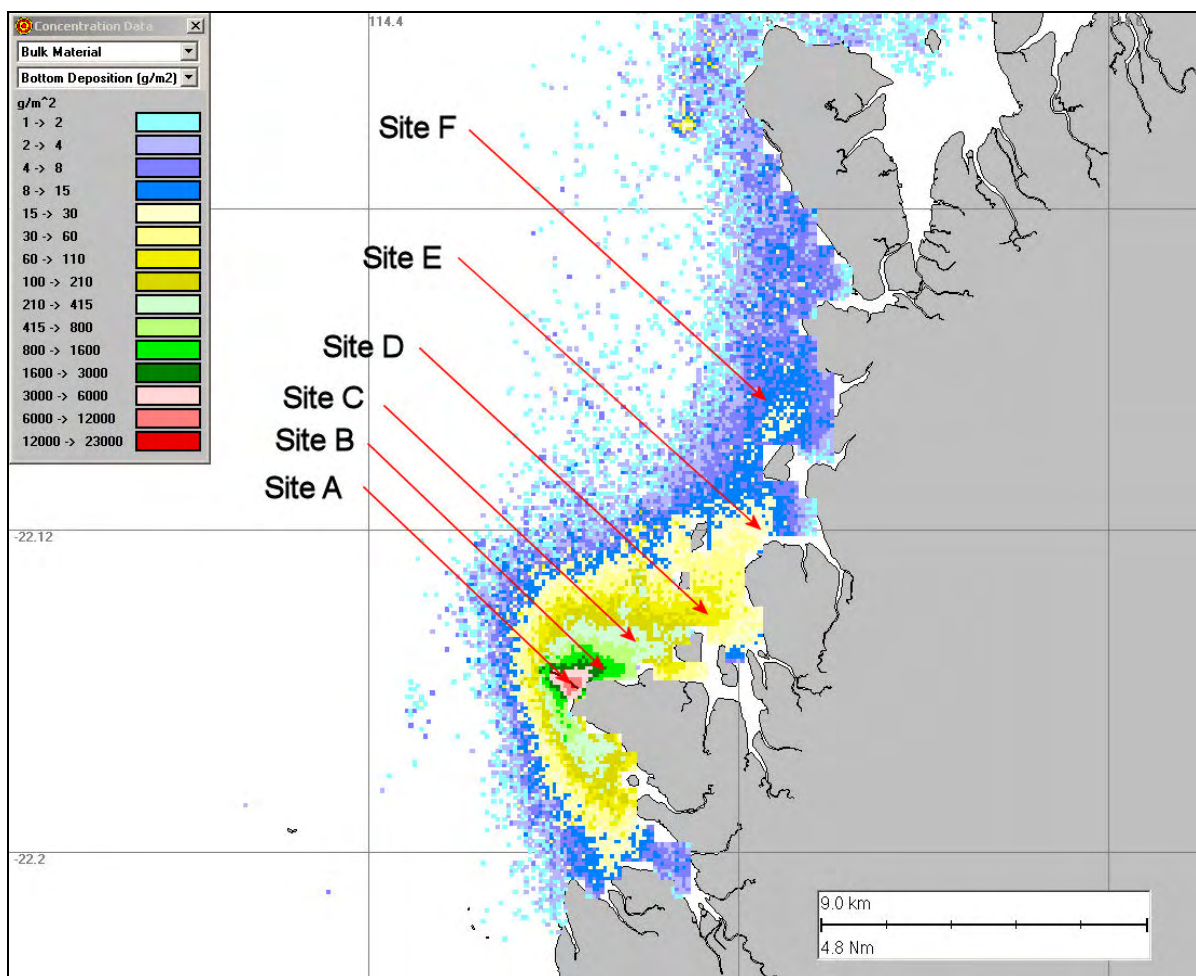 Concentration Data
Bulk Material
Bottom Deposition (g/m2)
g/m^2
1 -> 2
2 -> 4
4 -> 8
8 -> 15
15 -> 30
30 -> 60
60 -> 110
100 -> 210
210 -> 415
415 -> 800
800 -> 1600
1600 -> 3000
3000 -> 6000
6000 -> 12000
12000 -> 23000
114.4
Site F
Site E
Site D
Site C
Site B
Site A
-22.12
-22.2
9.0 km
4.8 Nm